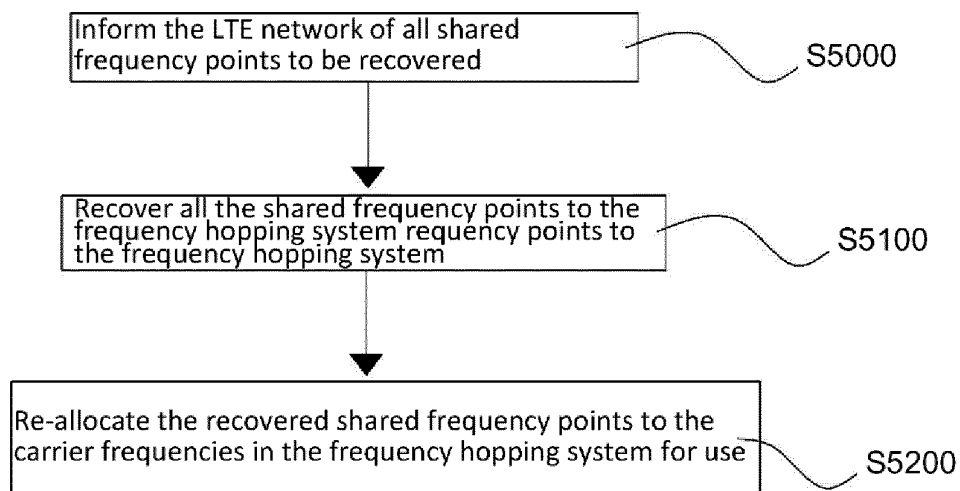 Inform the LTE network of all shared
frequency points to be recovered
S5000
Recover all the shared frequency points to the
frequency hopping system requency points to
the frequency hopping system
S5100
Re-allocate the recovered shared frequency points to the
carrier frequencies in the frequency hopping system for use
S5200